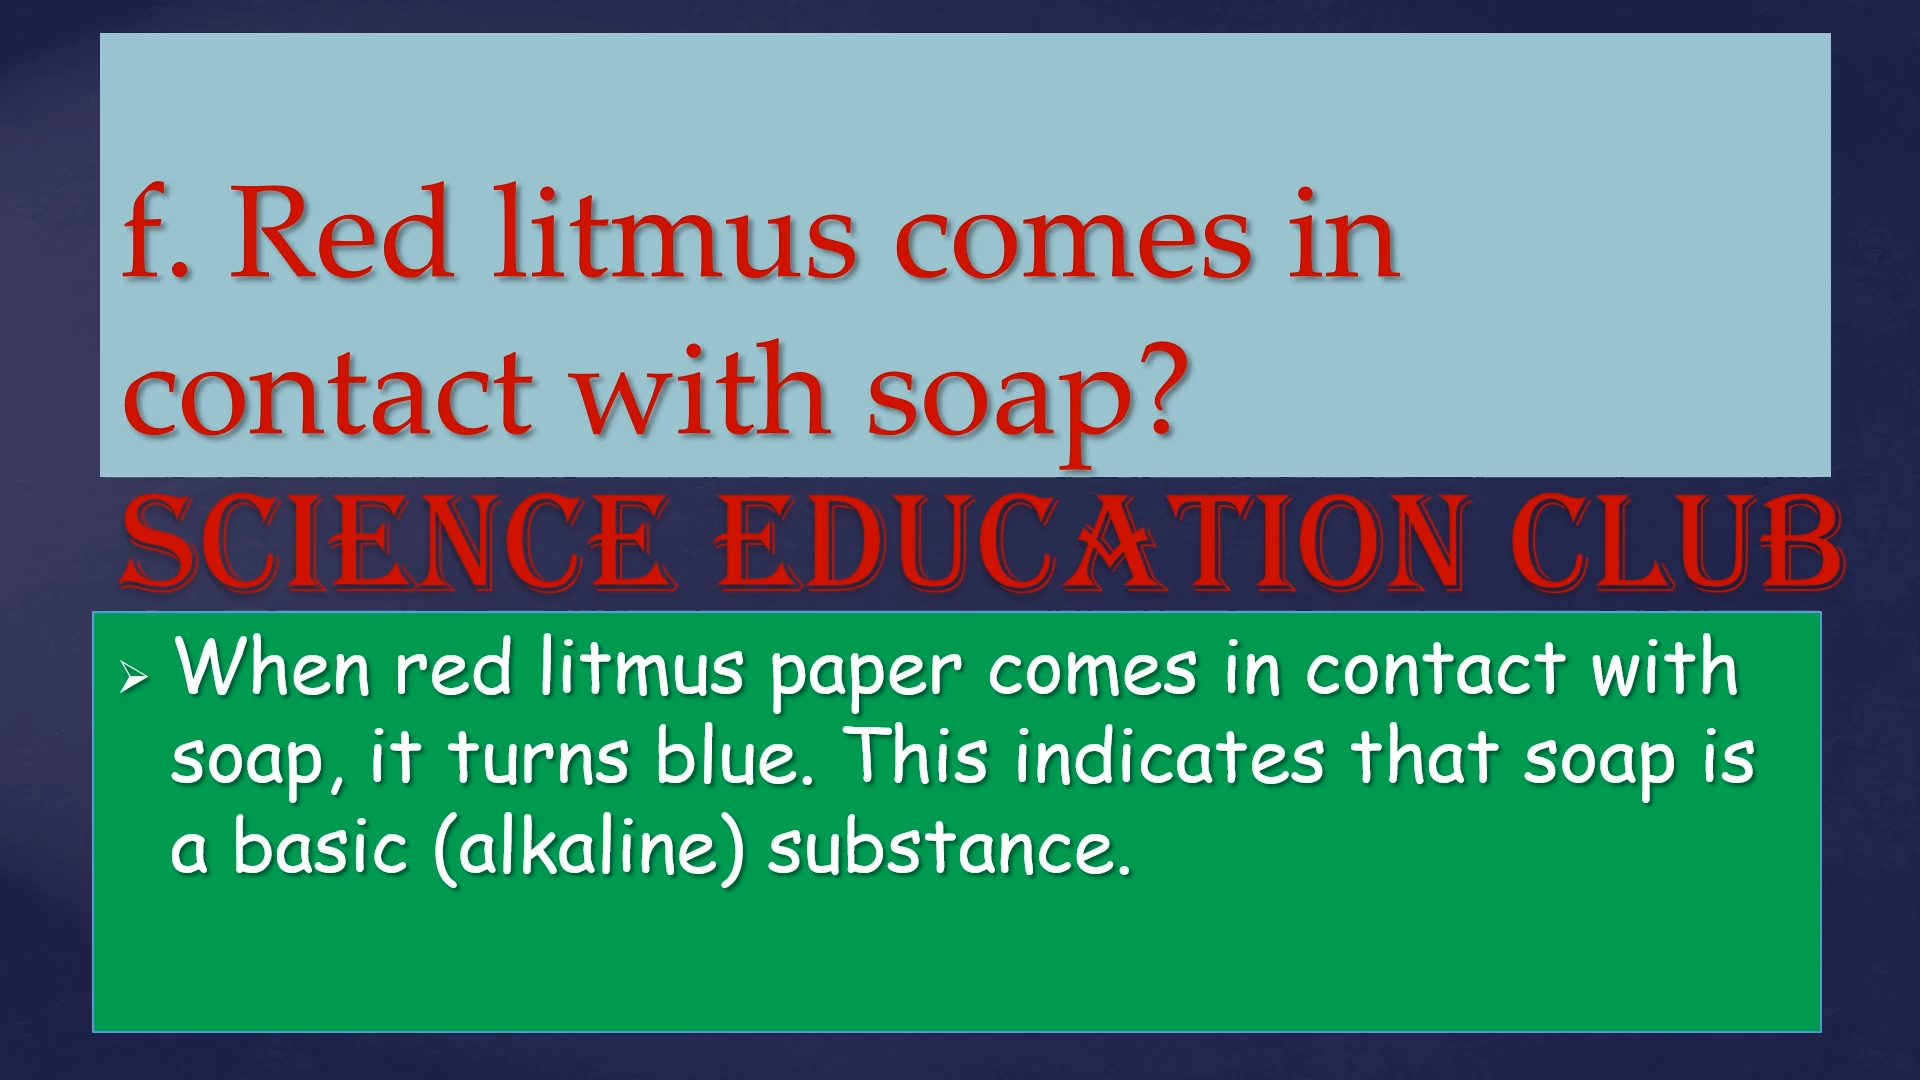 f. Red litmus comes in
contact with soap?
SCIENCE EDUCATION CLUB
➢ When red litmus paper comes in contact with
soap, it turns blue. This indicates that soap is
a basic (alkaline) substance.